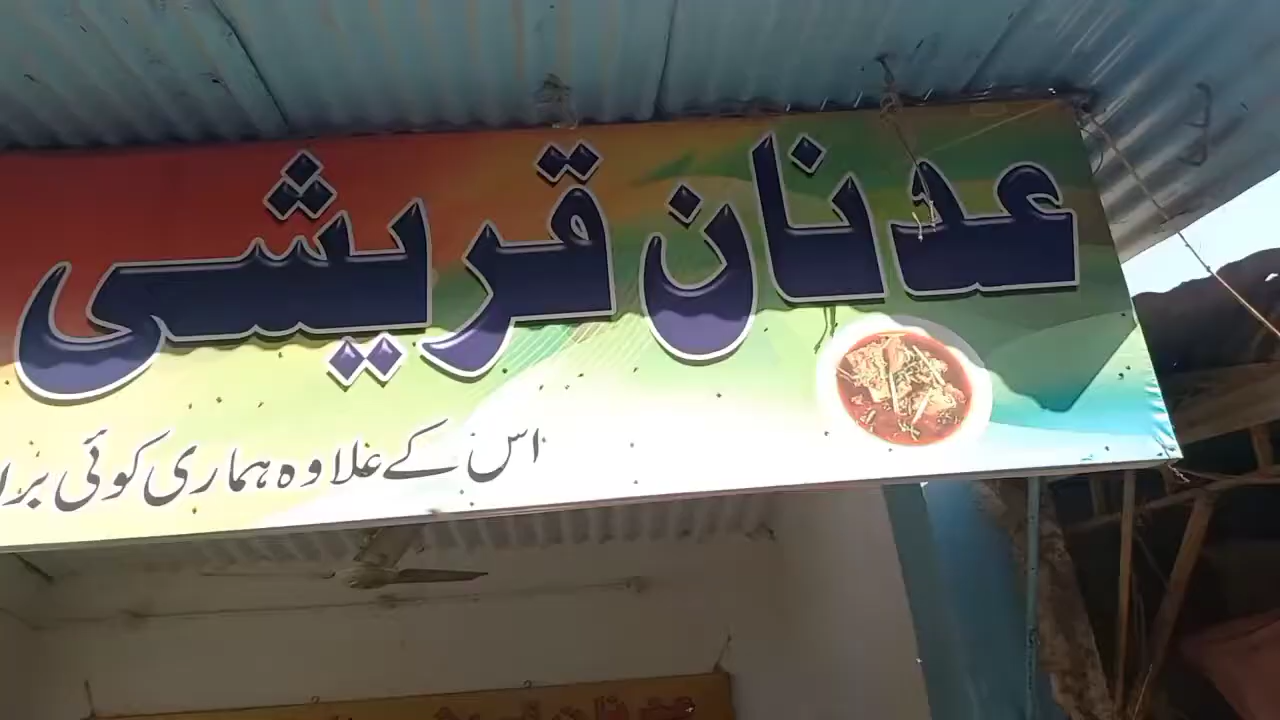 عدنان قریشی
اس کے علاوہ ہماری کوئی